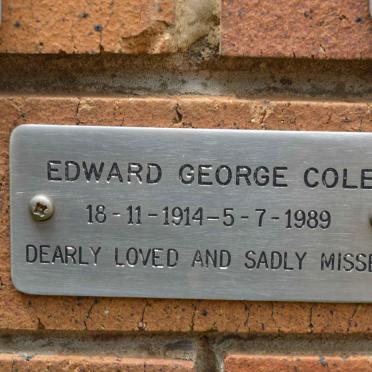 EDWARD GEORGE COLE
18-11-1914-5-7-1989
DEARLY LOVED AND SADLY MISSE